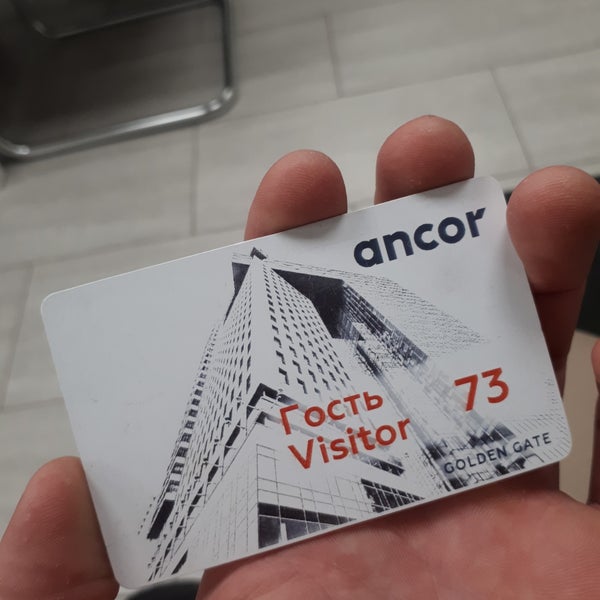 ancor
Гость 73
Visitor
GOLDEN GATE